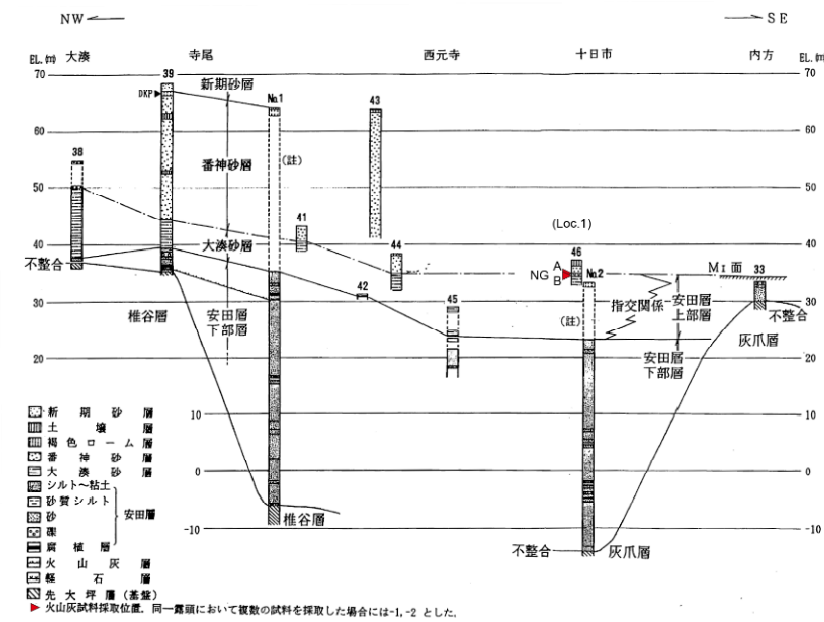 NW SE
EL.(m) 大湊 寺尾 西元寺 十日市 内方 EL.(m)
70 39 70
DKP 新期砂層 No.1 43
60 60
38 番神砂層 (註)
50 50
(Loc.1)
41
40 大湊砂層 44 46 40
不整合 A NG B No.2 MI面 33
42 指交関係 安田層上部層
30 45 不整合 30
椎谷層 安田層下部層 (註) 灰爪層
20 安田層下部層 20
10 10
0 0
-10 椎谷層 -10
不整合 灰爪層
新期砂層
土壌層
褐色ローム層
番神砂層
大湊砂層
シルト~粘土
砂質シルト 安田層
砂
礫
腐植層
火山灰層
軽石層
先大坪層(基盤)
火山灰試料採取位置.同一露頭において複数の試料を採取した場合には-1,-2 とした.